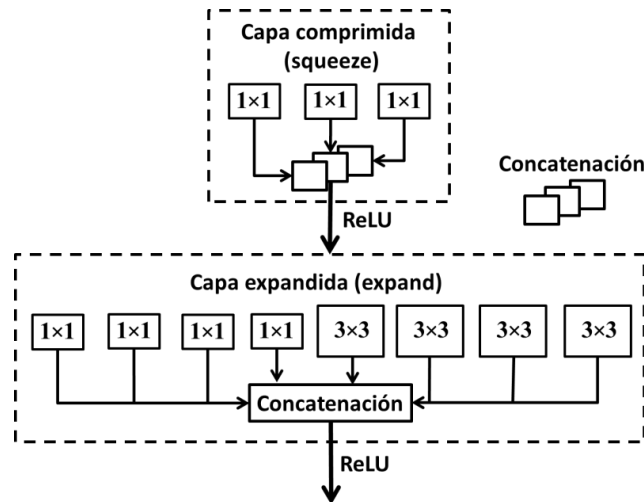 Capa comprimida
(squeeze)
1×1 1×1 1×1
Concatenación
ReLU
Capa expandida (expand)
1×1 1×1 1×1 1×1 3×3 3×3 3×3 3×3
Concatenación
ReLU